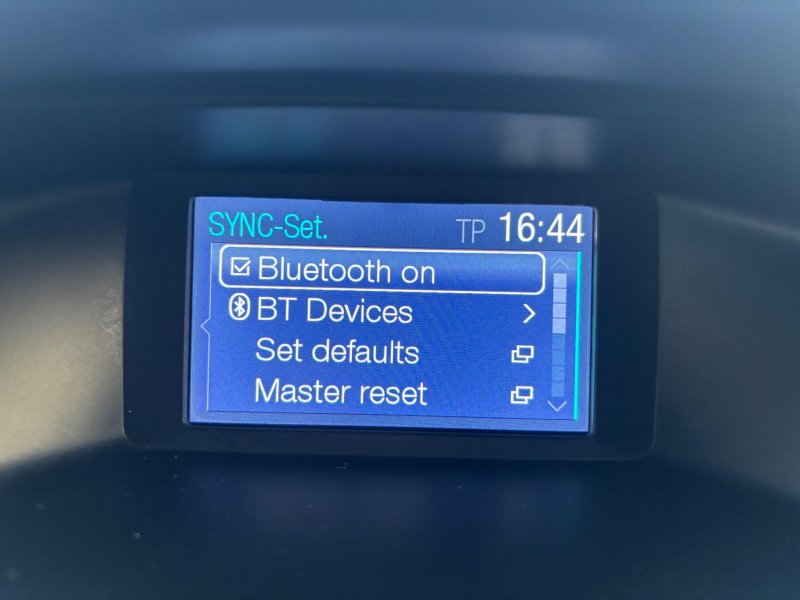 SYNC-Set. TP 16:44
Bluetooth on
BT Devices
Set defaults
Master reset